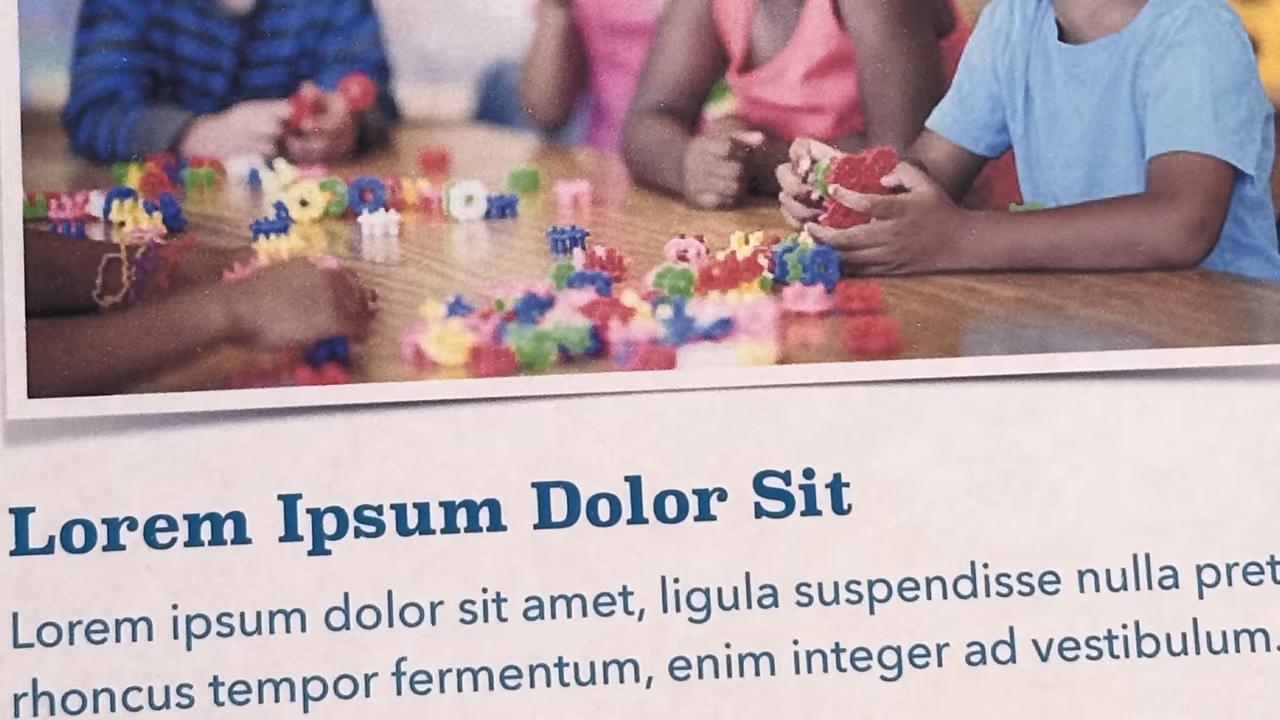 Lorem Ipsum Dolor Sit
Lorem ipsum dolor sit amet, ligula suspendisse nulla pret
rhoncus tempor fermentum, enim integer ad vestibulum.